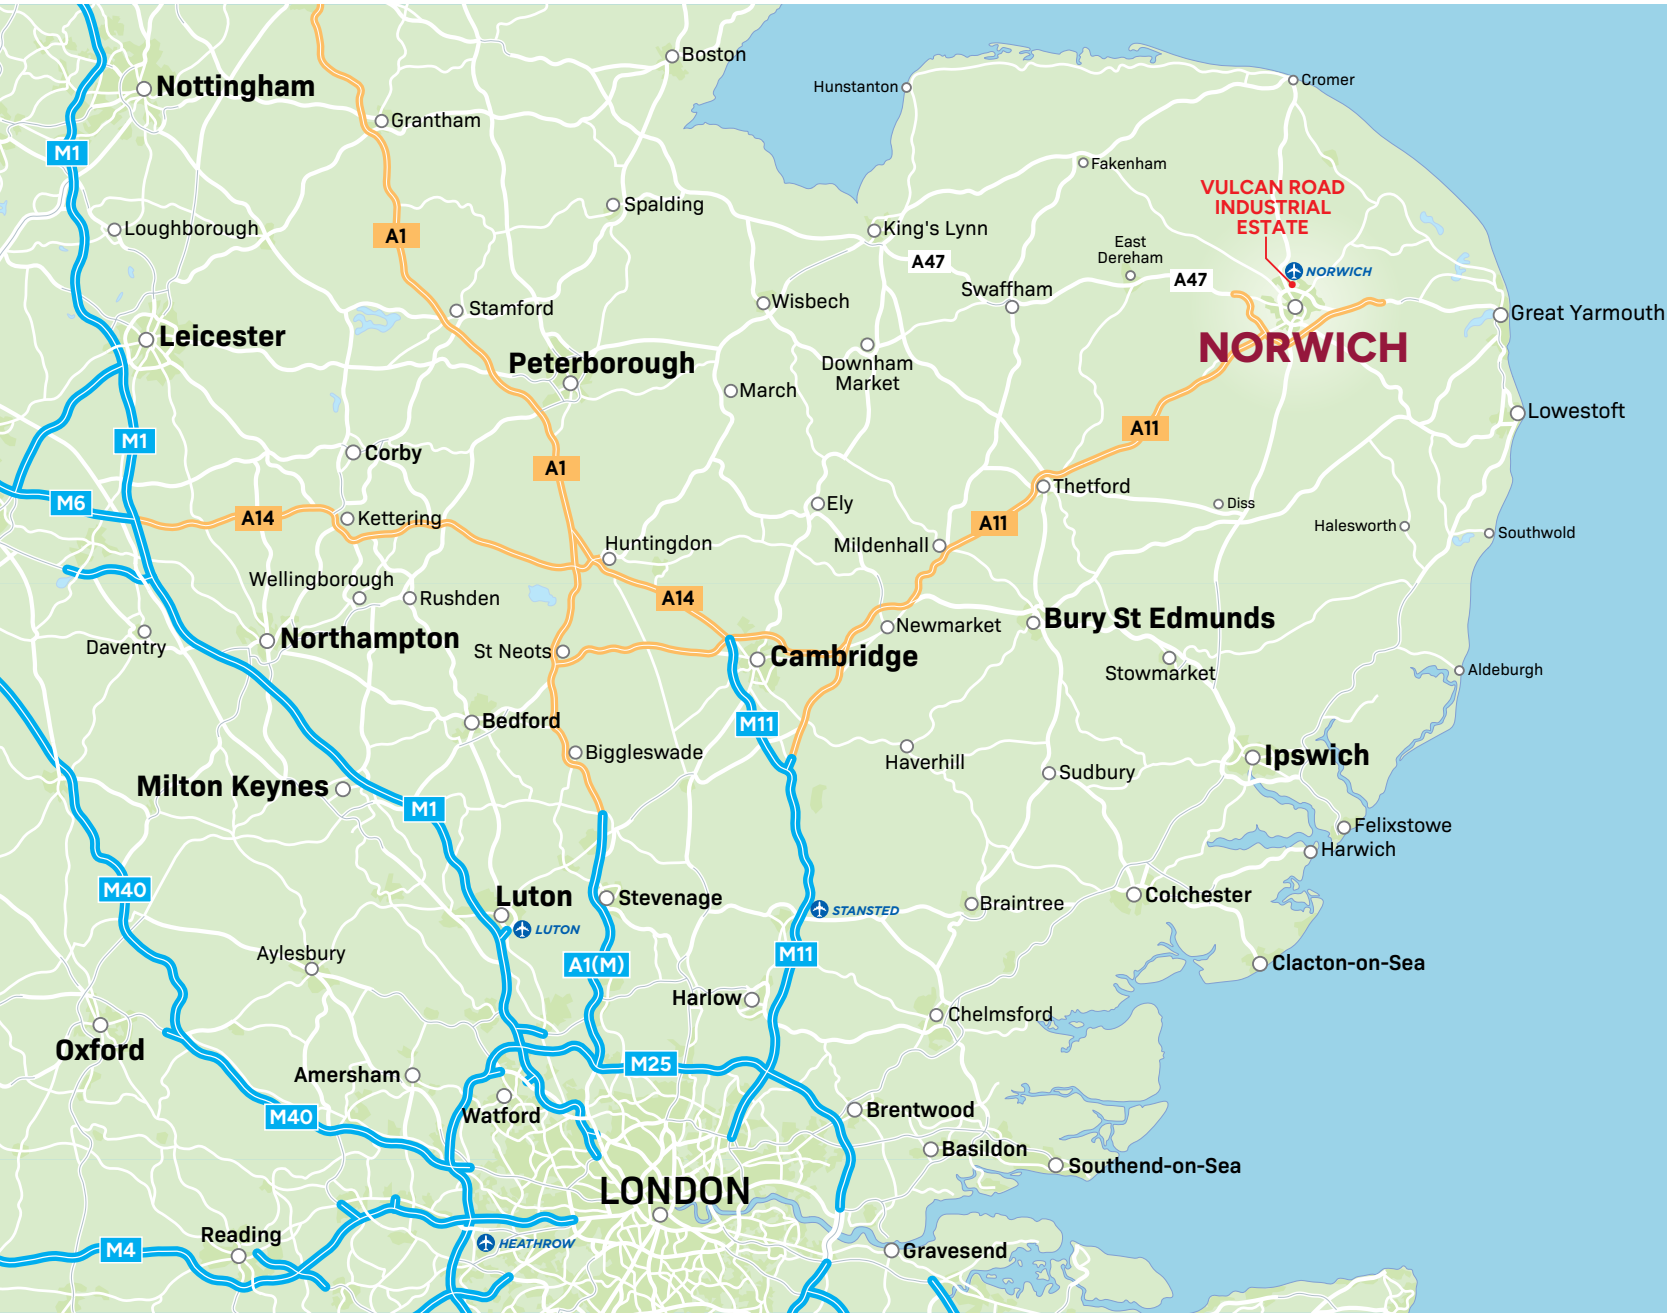 Boston
Nottingham
Hunstanton
Cromer
Grantham
M1
Fakenham
VULCAN ROAD
INDUSTRIAL
ESTATE
Spalding
Loughborough
A1
King's Lynn
East
Dereham
A47
A47
NORWICH
Swaffham
Wisbech
Stamford
Great Yarmouth
Leicester
NORWICH
Peterborough
Downham
Market
March
Lowestoft
A11
M1
Corby
A1
Thetford
M6
Ely
Diss
A14
Kettering
A11
Halesworth
Southwold
Huntingdon
Mildenhall
Wellingborough
Rushden
A14
Bury St Edmunds
Newmarket
Daventry
Northampton
St Neots
Cambridge
Stowmarket
Aldeburgh
Bedford
M11
Biggleswade
Haverhill
Ipswich
Sudbury
Milton Keynes
M1
Felixstowe
Harwich
M40
Luton
Stevenage
Colchester
Braintree
STANSTED
LUTON
Aylesbury
A1(M)
M11
Clacton-on-Sea
Harlow
Chelmsford
Oxford
M25
Amersham
Watford
M40
Brentwood
Basildon
Southend-on-Sea
LONDON
Reading
M4
HEATHROW
Gravesend